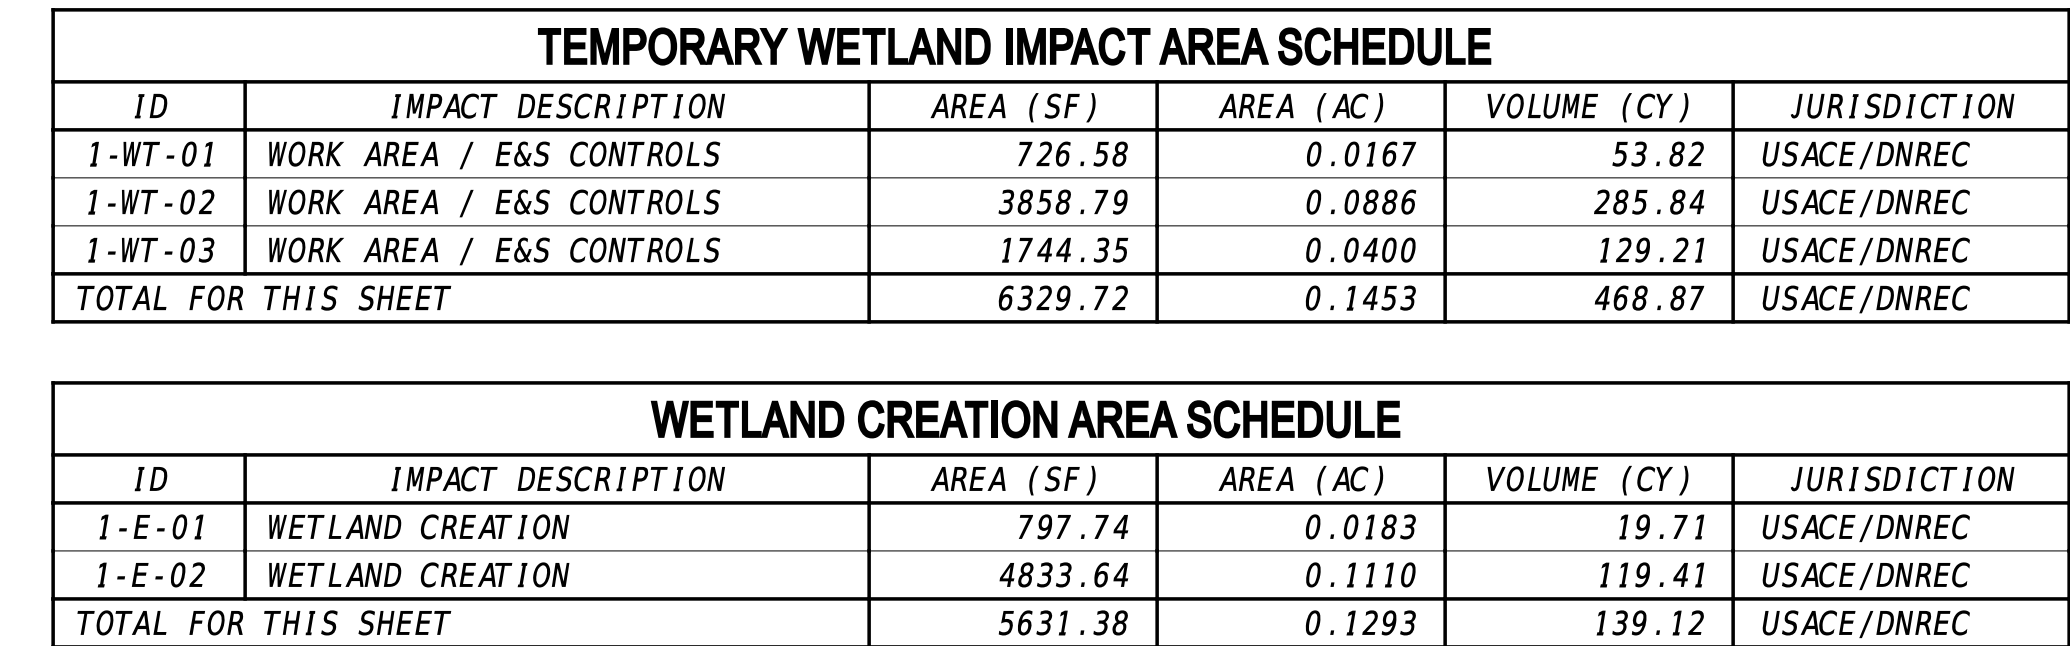 TEMPORARY WETLAND IMPACT AREA SCHEDULE
ID IMPACT DESCRIPTION AREA (SF) AREA (AC) VOLUME (CY) JURISDICTION
1-WT-01 WORK AREA / E&S CONTROLS 726.58 0.0167 53.82 USACE/DNREC
1-WT-02 WORK AREA / E&S CONTROLS 3858.79 0.0886 285.84 USACE/DNREC
1-WT-03 WORK AREA / E&S CONTROLS 1744.35 0.0400 129.21 USACE/DNREC
TOTAL FOR THIS SHEET 6329.72 0.1453 468.87 USACE/DNREC
WETLAND CREATION AREA SCHEDULE
ID IMPACT DESCRIPTION AREA (SF) AREA (AC) VOLUME (CY) JURISDICTION
1-E-01 WETLAND CREATION 797.74 0.0183 19.71 USACE/DNREC
1-E-02 WETLAND CREATION 4833.64 0.1110 119.41 USACE/DNREC
TOTAL FOR THIS SHEET 5631.38 0.1293 139.12 USACE/DNREC